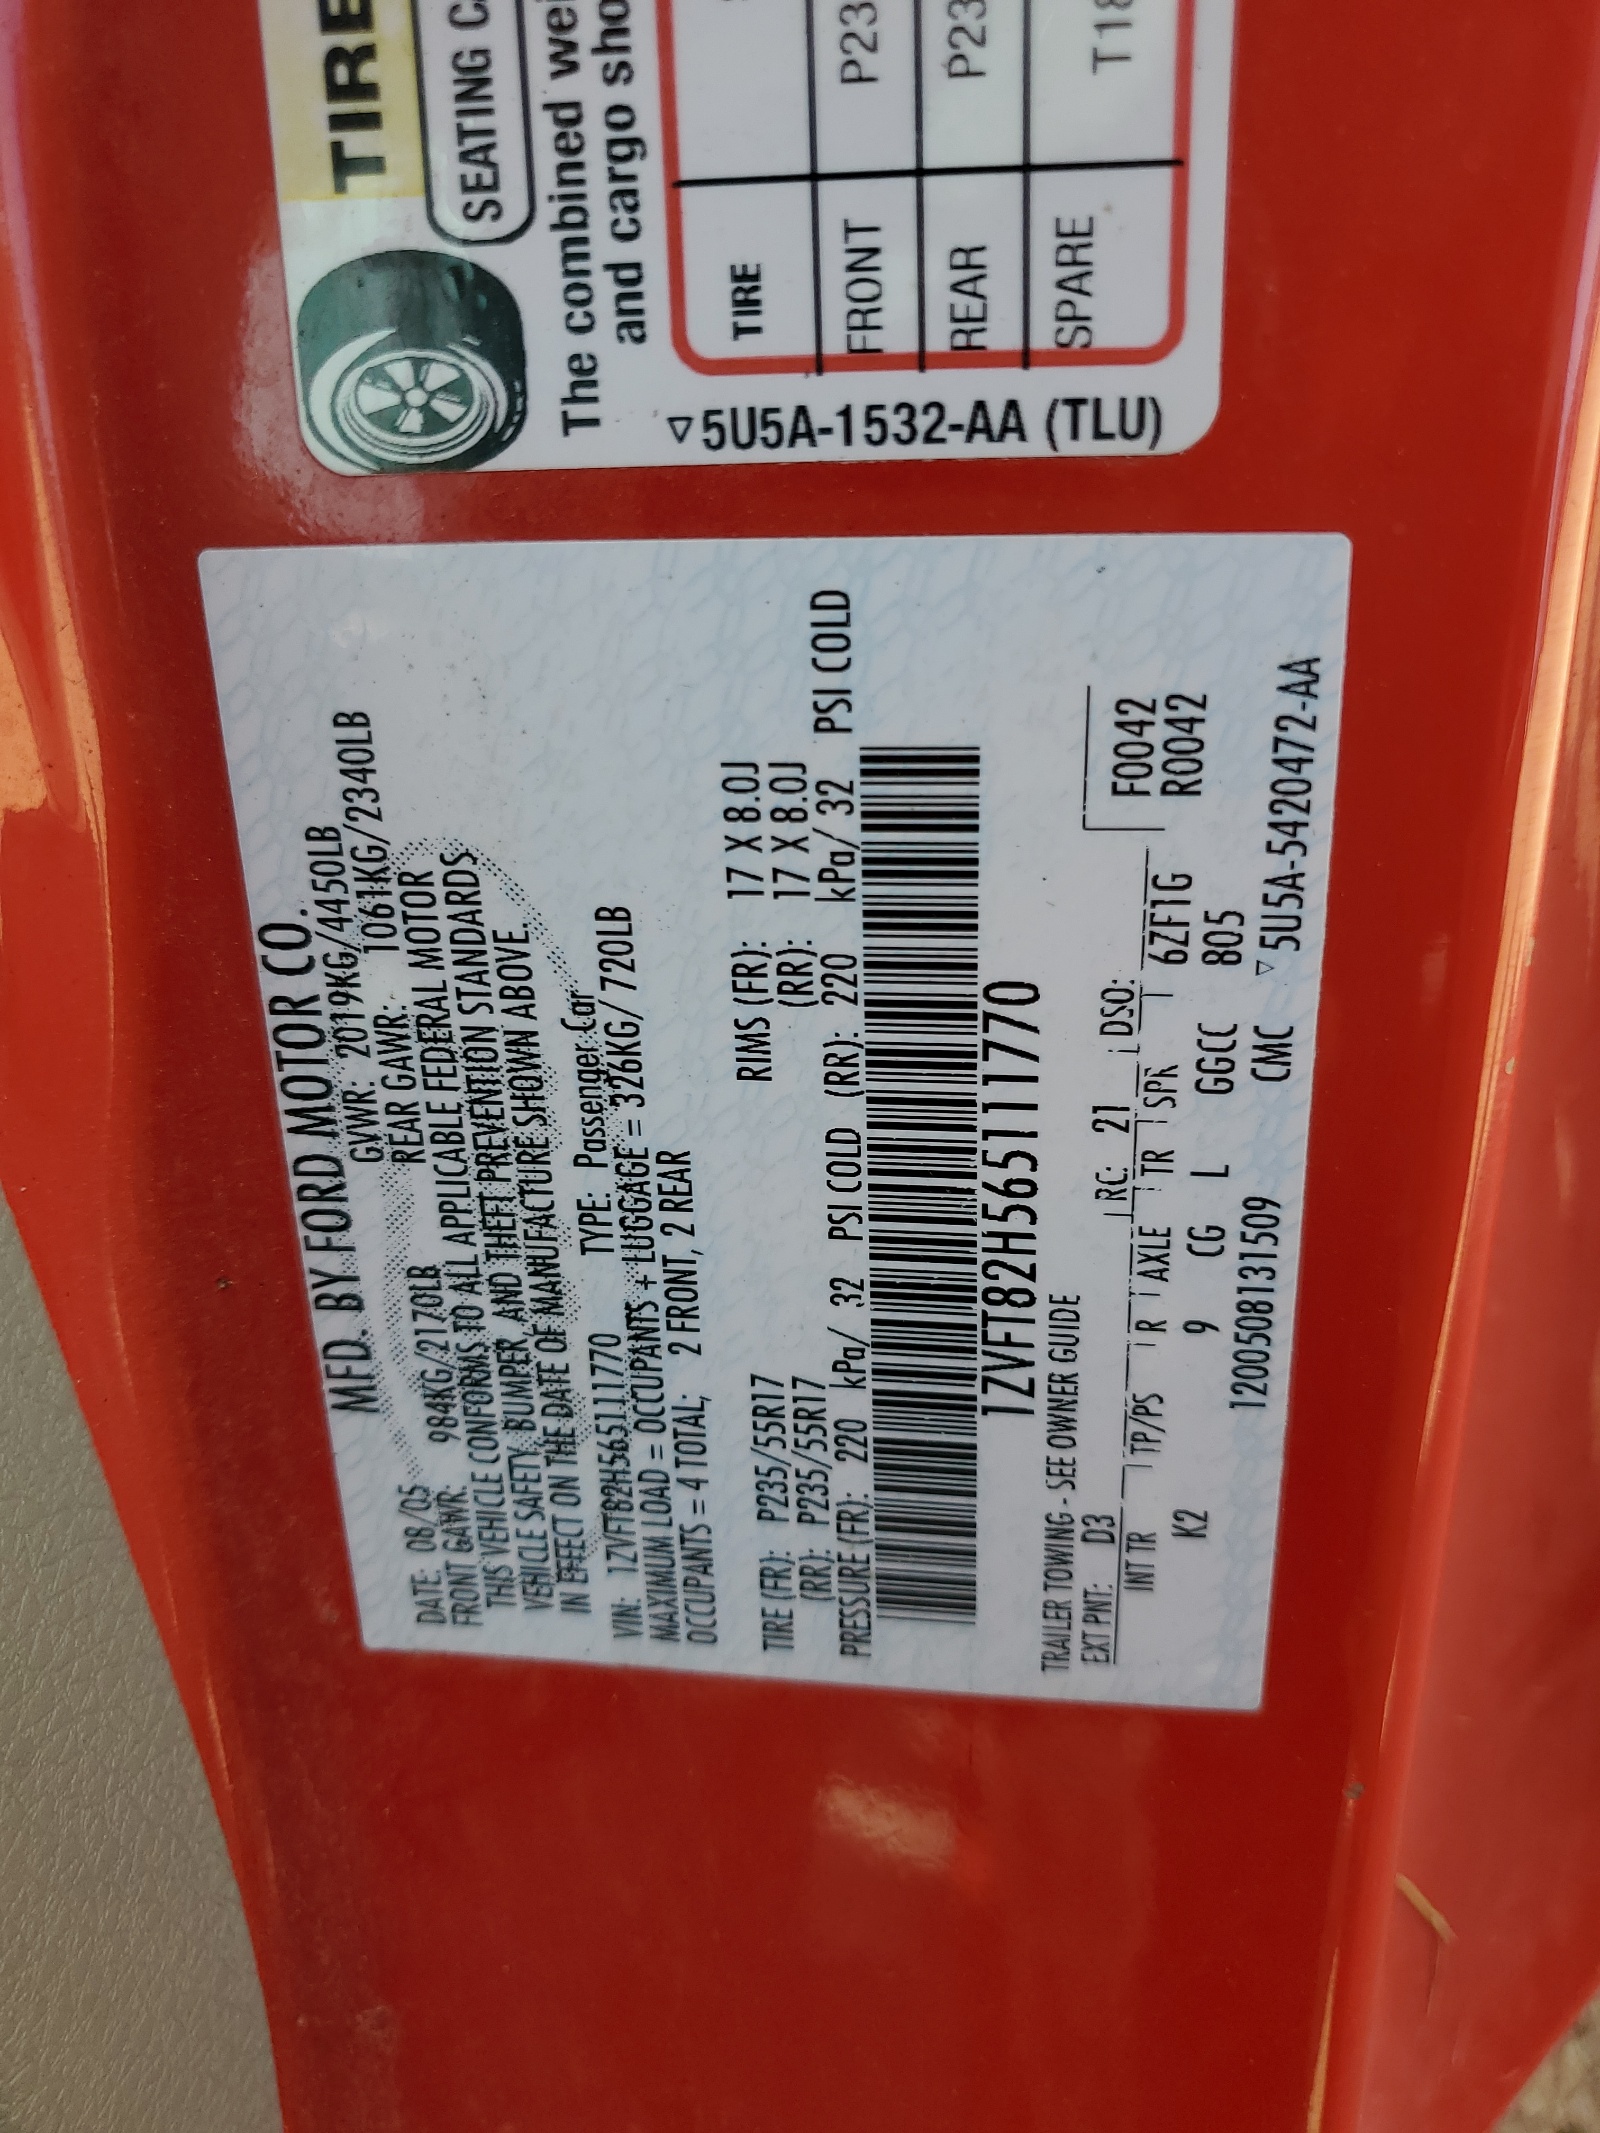 MFD. BY FORD MOTOR CO.
DATE: 08/05 GVWR: 2019KG/4450LB
FRONT GAWR: 984KG/2170LB REAR GAWR: 1061KG/2340LB
THIS VEHICLE CONFORMS TO ALL APPLICABLE FEDERAL MOTOR
VEHICLE SAFETY, BUMPER, AND THEFT PREVENTION STANDARDS
IN EFFECT ON THE DATE OF MANUFACTURE SHOWN ABOVE.
VIN: 1ZVFT82H565111770 TYPE: Passenger Car
MAXIMUM LOAD = OCCUPANTS + LUGGAGE = 326KG/720LB
OCCUPANTS = 4 TOTAL; 2 FRONT, 2 REAR
TIRE (FR): P235/55R17 RIMS (FR): 17 X 8.0J
(RR): P235/55R17 (RR): 17 X 8.0J
PRESSURE (FR): 220 kPa/ 32 PSI COLD (RR): 220 kPa/ 32 PSI COLD
1ZVFT82H565111770
TRAILER TOWING - SEE OWNER GUIDE
EXT PNT: D3 RC: 21 DSO:
INT TR TP/PS R AXLE TR SPR 6ZF1G F0042
K2 9 CG L GGCC 805 R0042
1200508131509 CMC ▽ 5U5A-5420472-AA
TIRE
SEATING
The combined
and cargo
TIRE
FRONT P23
REAR P23
SPARE T18
▽ 5U5A-1532-AA (TLU)